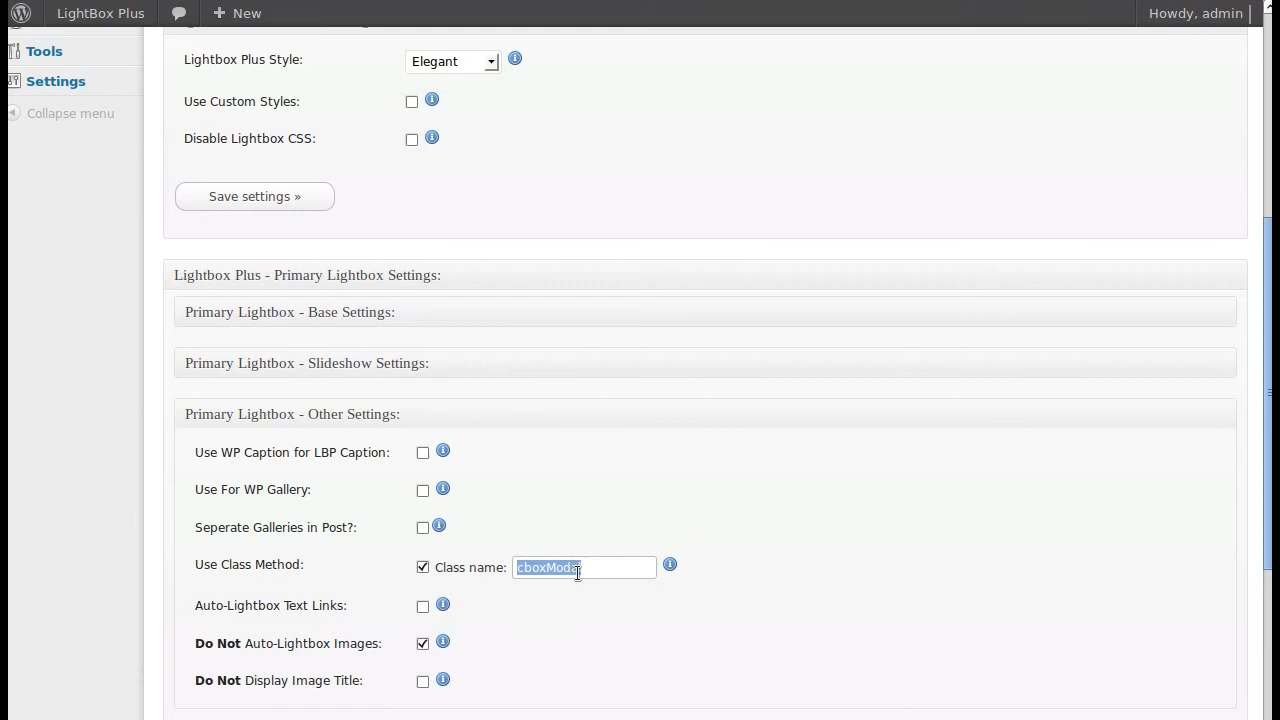 LightBox Plus New Howdy, admin
Tools
Settings
Collapse menu
Lightbox Plus Style: Elegant
Use Custom Styles:
Disable Lightbox CSS:
Save settings »
Lightbox Plus - Primary Lightbox Settings:
Primary Lightbox - Base Settings:
Primary Lightbox - Slideshow Settings:
Primary Lightbox - Other Settings:
Use WP Caption for LBP Caption:
Use For WP Gallery:
Seperate Galleries in Post?:
Use Class Method: Class name: cboxModal
Auto-Lightbox Text Links:
Do Not Auto-Lightbox Images:
Do Not Display Image Title: